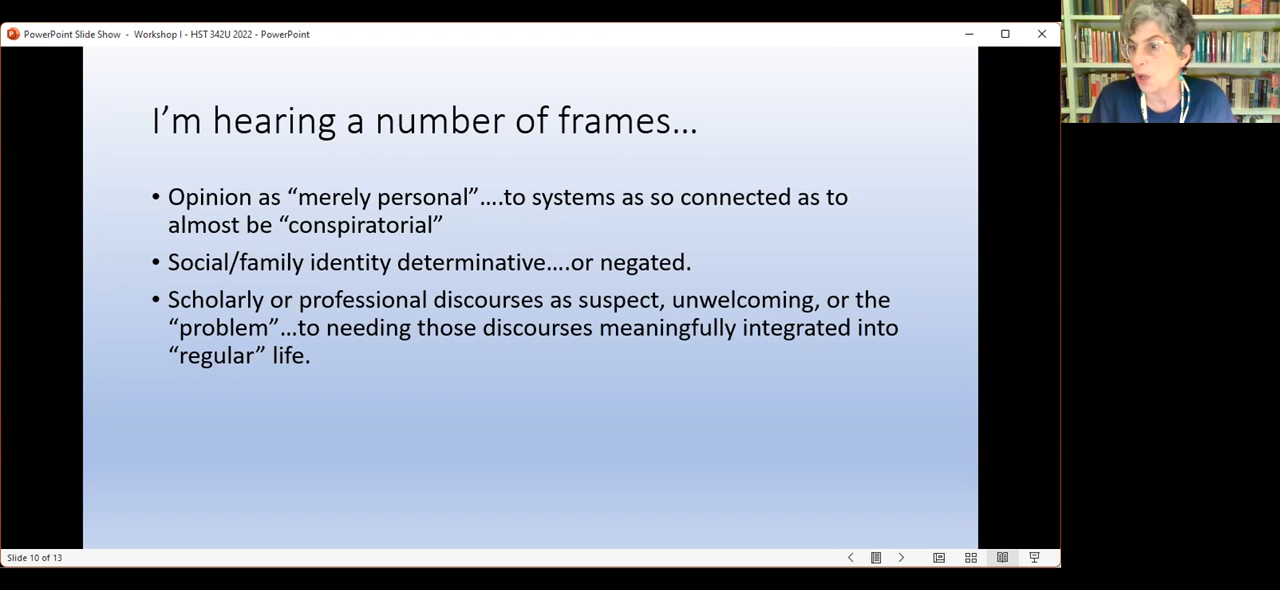 PowerPoint Slide Show - Workshop I - HST 342U 2022 - PowerPoint
I’m hearing a number of frames…
• Opinion as “merely personal”….to systems as so connected as to
almost be “conspiratorial”
• Social/family identity determinative….or negated.
• Scholarly or professional discourses as suspect, unwelcoming, or the
“problem”…to needing those discourses meaningfully integrated into
“regular” life.
Slide 10 of 13